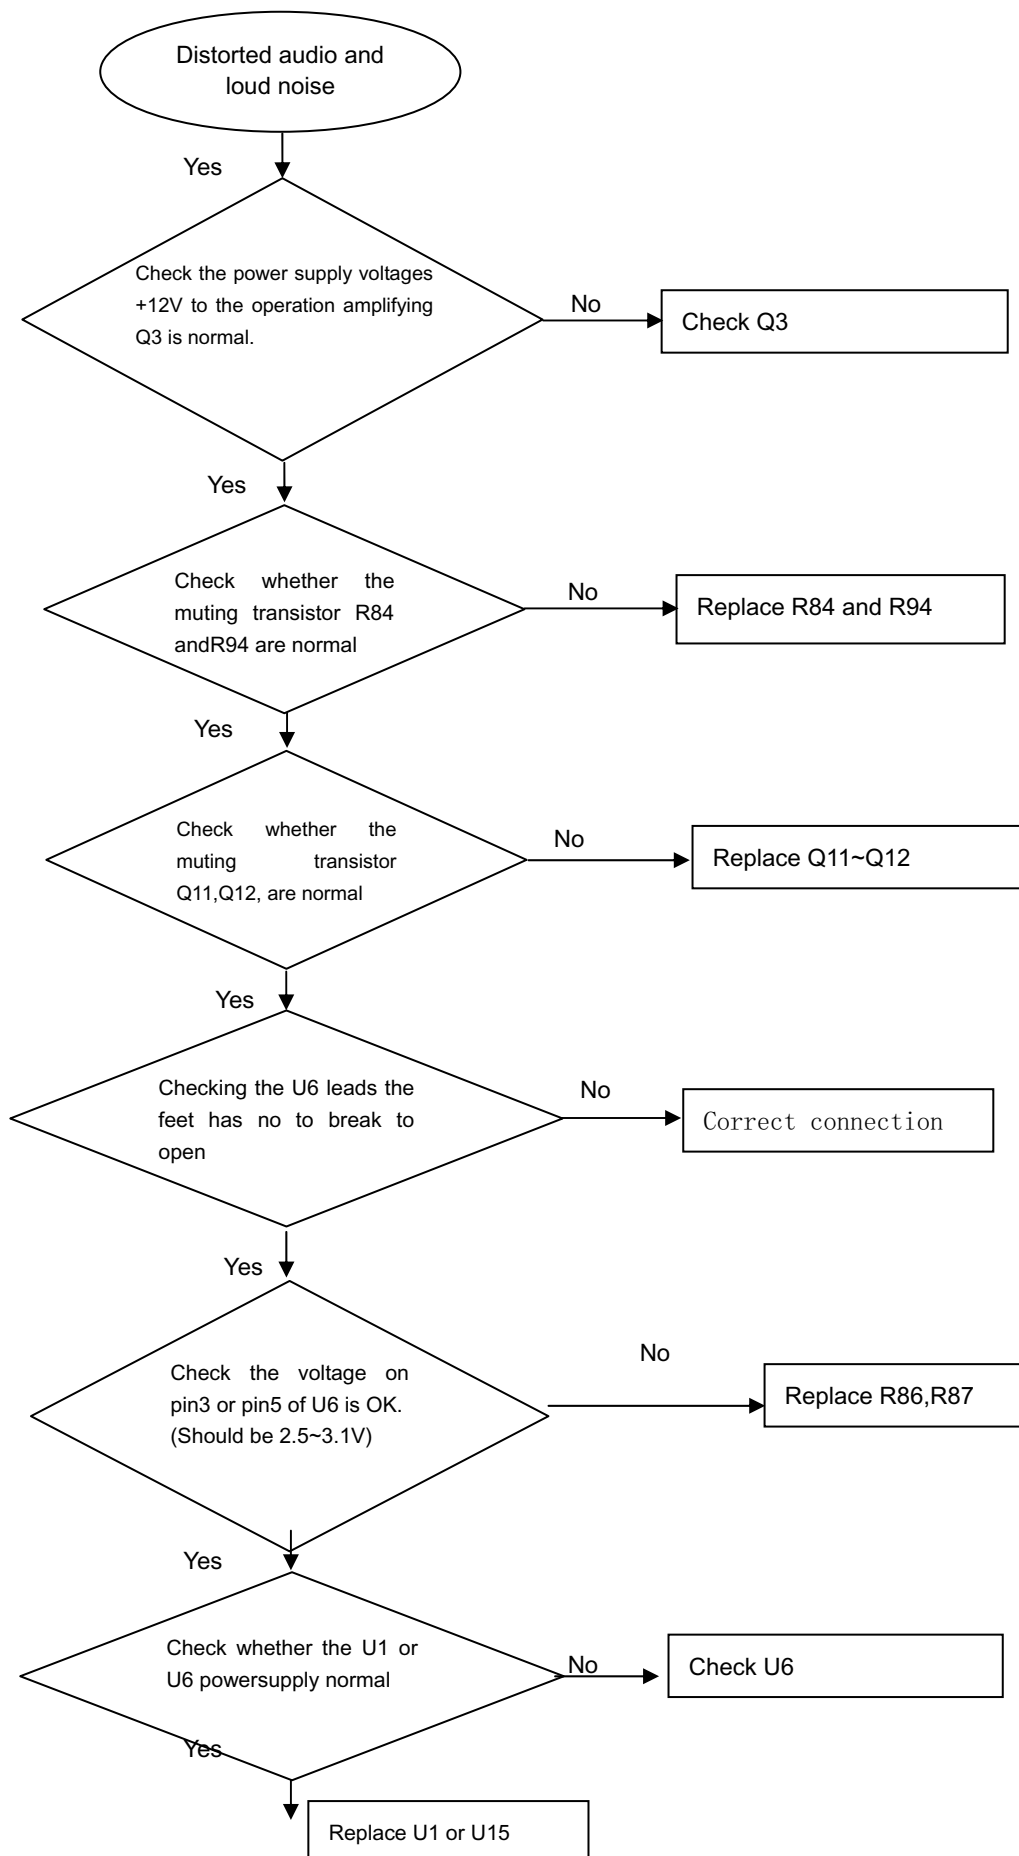 Distorted audio and
loud noise
Yes
Check the power supply voltages
+12V to the operation amplifying
Q3 is normal.
No
Check Q3
Yes
Check whether the
muting transistor R84
andR94 are normal
No
Replace R84 and R94
Yes
Check whether the
muting transistor
Q11,Q12, are normal
No
Replace Q11~Q12
Yes
Checking the U6 leads the
feet has no to break to
open
No
Correct connection
Yes
Check the voltage on
pin3 or pin5 of U6 is OK.
(Should be 2.5~3.1V)
No
Replace R86,R87
Yes
Check whether the U1 or
U6 powersupply normal
No
Check U6
Yes
Replace U1 or U15